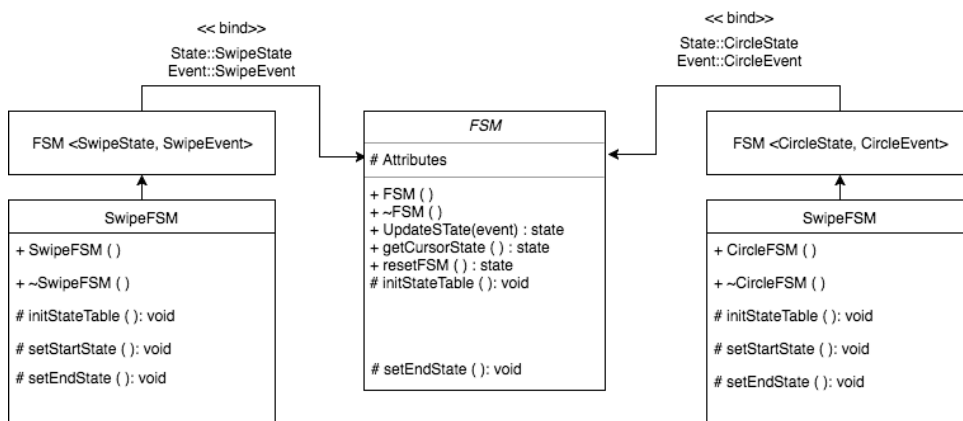 << bind>>
State::SwipeState
Event::SwipeEvent
<< bind>>
State::CircleState
Event::CircleEvent
FSM <SwipeState, SwipeEvent>
SwipeFSM
+ SwipeFSM ( )
+ ~SwipeFSM ( )
# initStateTable ( ): void
# setStartState ( ): void
# setEndState ( ): void
FSM
# Attributes
+ FSM ( )
+ ~FSM ( )
+ UpdateSTate(event) : state
+ getCursorState ( ) : state
+ resetFSM ( ) : state
# initStateTable ( ): void
# setEndState ( ): void
FSM <CircleState, CircleEvent>
SwipeFSM
+ CircleFSM ( )
+ ~CircleFSM ( )
# initStateTable ( ): void
# setStartState ( ): void
# setEndState ( ): void